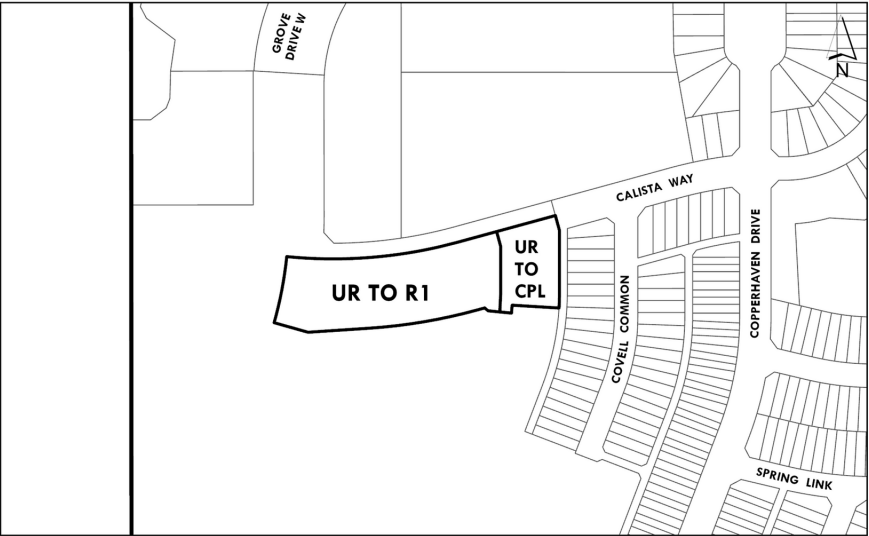 GROVE
DRIVE W
N
CALISTA WAY
UR
TO
CPL
UR TO R1
COVELL COMMON
COPPERHAVEN DRIVE
SPRING LINK